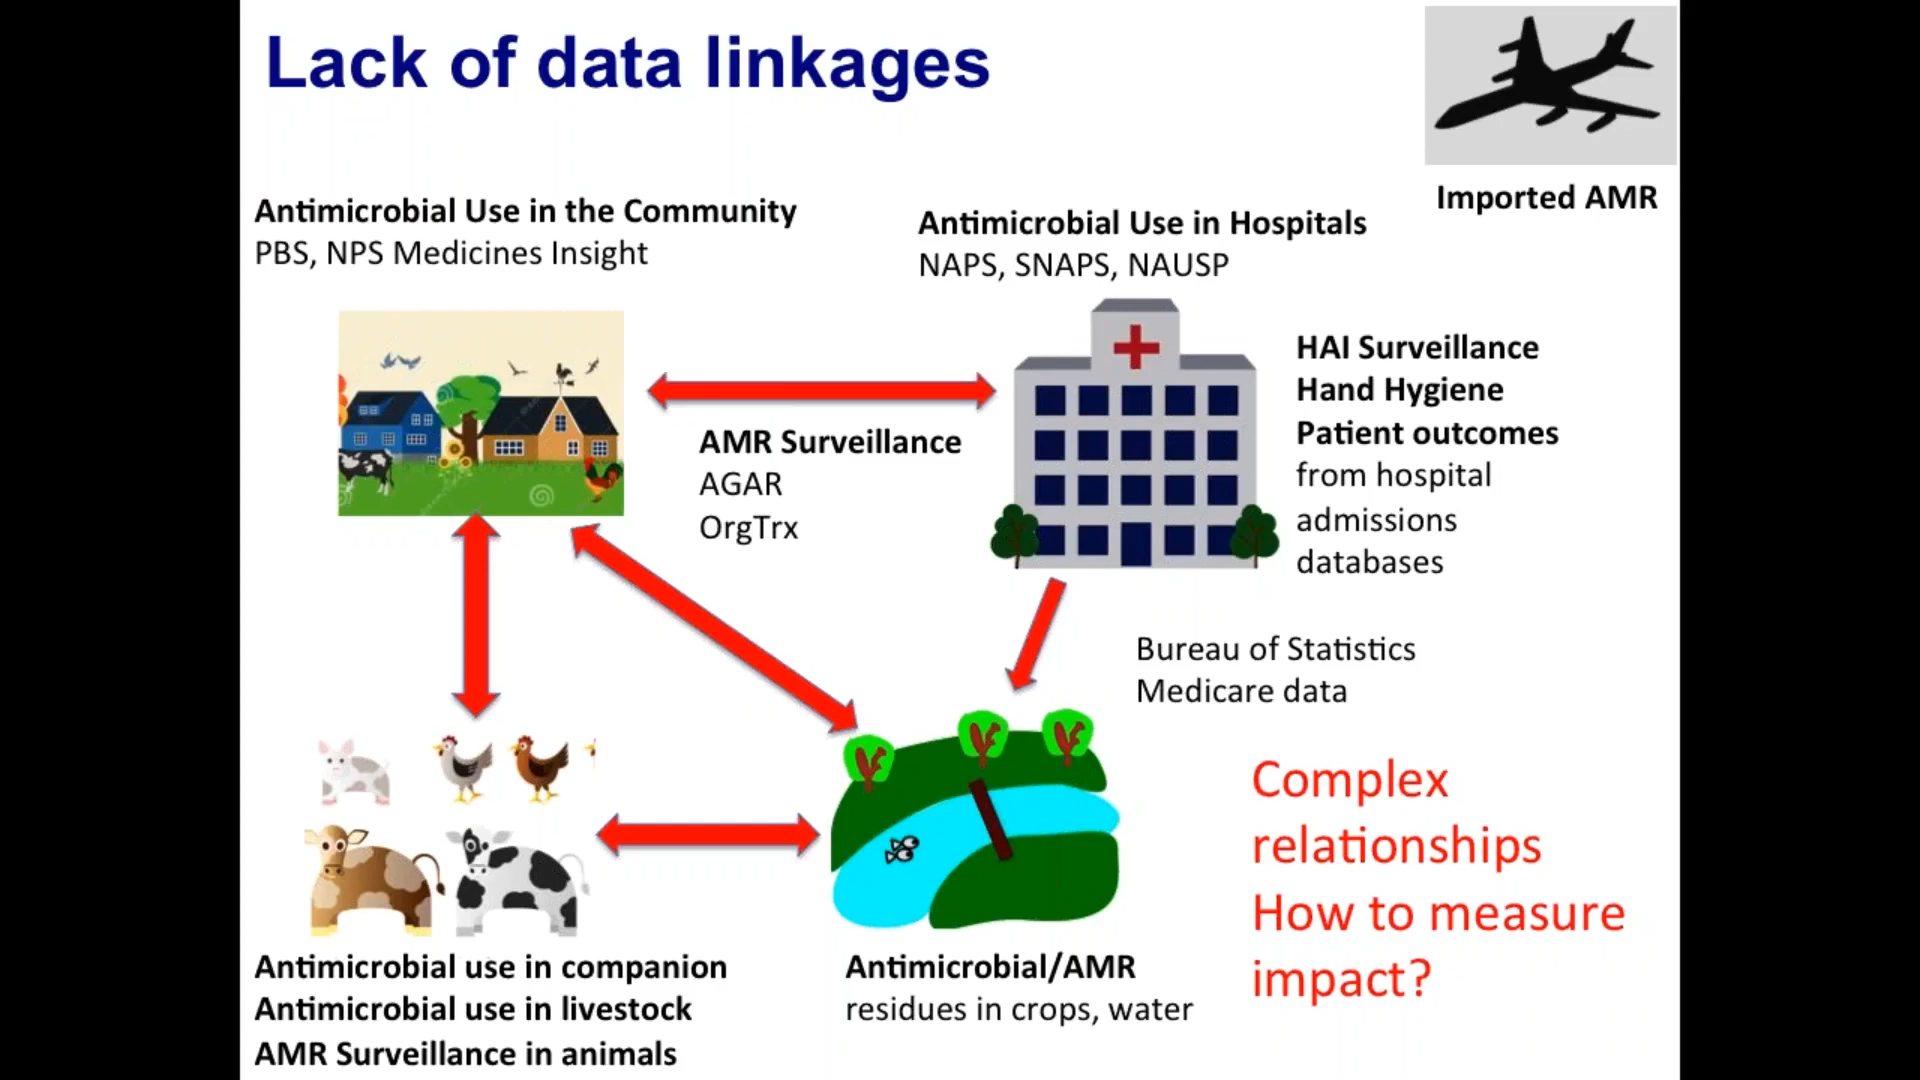 Lack of data linkages
Imported AMR
Antimicrobial Use in the Community
PBS, NPS Medicines Insight
Antimicrobial Use in Hospitals
NAPS, SNAPS, NAUSP
HAI Surveillance
Hand Hygiene
Patient outcomes
from hospital
admissions
databases
AMR Surveillance
AGAR
OrgTrx
Bureau of Statistics
Medicare data
Complex
relationships
How to measure
impact?
Antimicrobial use in companion
Antimicrobial use in livestock
AMR Surveillance in animals
Antimicrobial/AMR
residues in crops, water